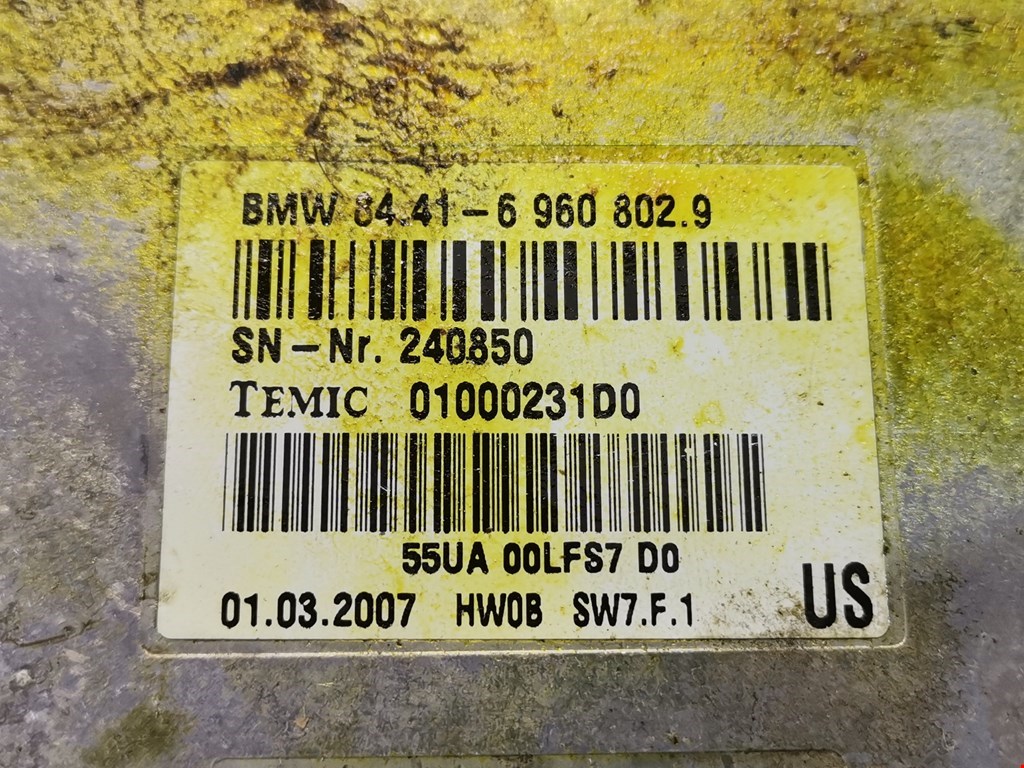 BMW 84.41-6 960 802.9
SN-Nr. 240850
TEMIC 01000231D0
55UA 00LFS7 D0
01.03.2007 HW0B SW7.F.1
US